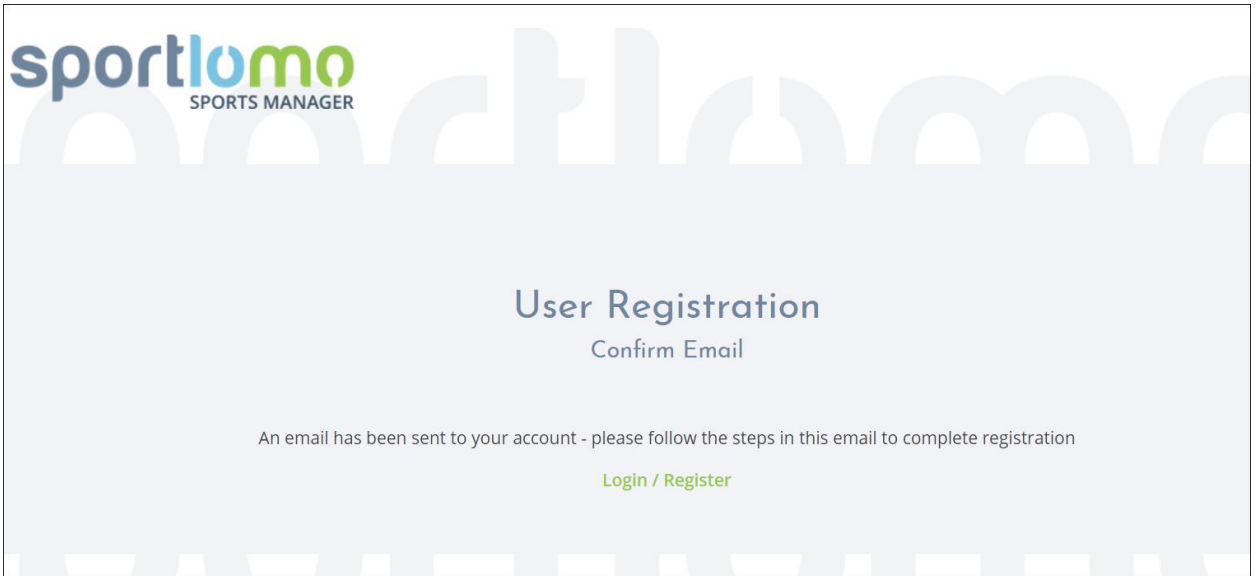 sportlomo
SPORTS MANAGER
User Registration
Confirm Email
An email has been sent to your account - please follow the steps in this email to complete registration
Login / Register